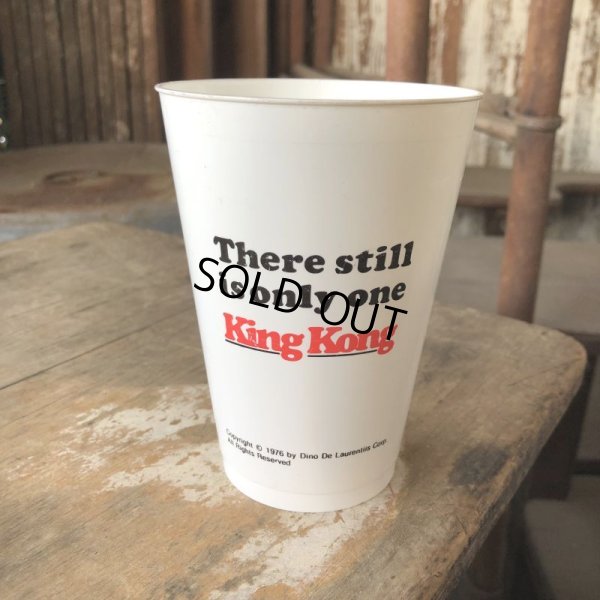 There still
is only one
King Kong
SOLD OUT
Copyright © 1976 by Dino De Laurentiis Corp.
All Rights Reserved